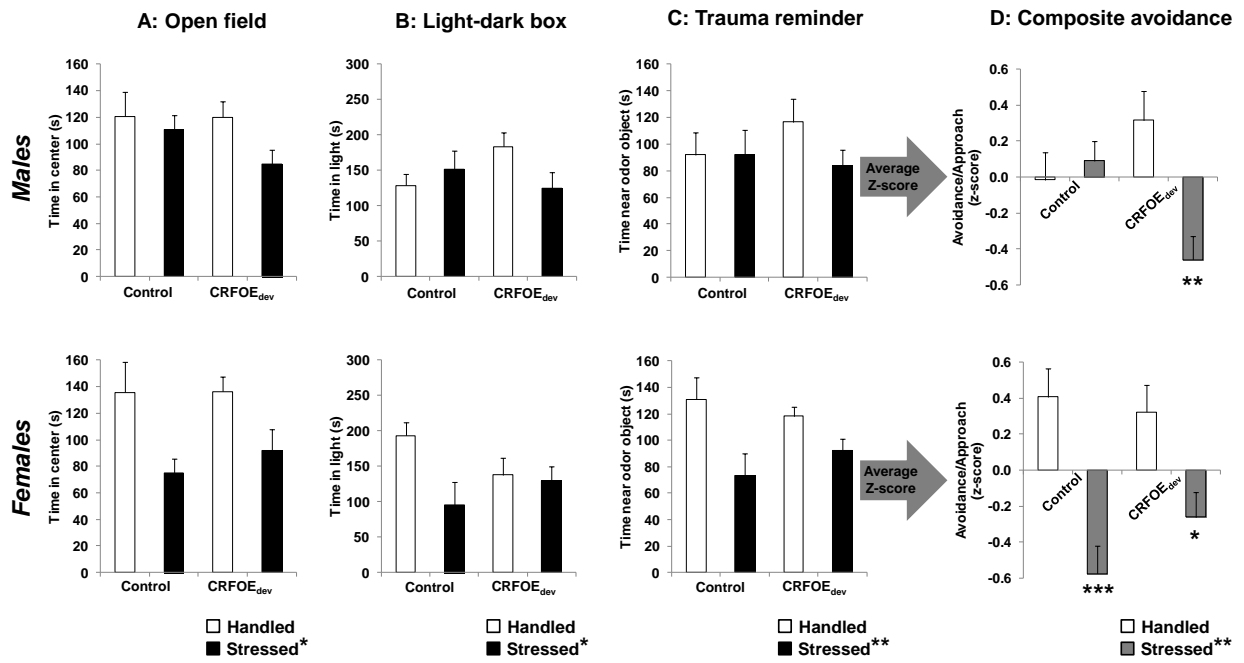 A: Open field
B: Light-dark box
C: Trauma reminder
D: Composite avoidance
Males
Time in center (s)
160
140
120
100
80
60
40
20
0
Control
CRFOEdev
Time in light (s)
300
250
200
150
100
50
0
Control
CRFOEdev
Time near odor object (s)
160
140
120
100
80
60
40
20
0
Control
CRFOEdev
Average
Z-score
Avoidance/Approach
(z-score)
0.6
0.4
0.2
0.0
-0.2
-0.4
-0.6
Control
CRFOEdev
**
Females
Time in center (s)
160
140
120
100
80
60
40
20
0
Control
CRFOEdev
Time in light (s)
300
250
200
150
100
50
0
Control
CRFOEdev
Time near odor object (s)
160
140
120
100
80
60
40
20
0
Control
CRFOEdev
Average
Z-score
Avoidance/Approach
(z-score)
0.6
0.4
0.2
0.0
-0.2
-0.4
-0.6
Control
CRFOEdev
***
*
Handled
Stressed*
Handled
Stressed*
Handled
Stressed**
Handled
Stressed**